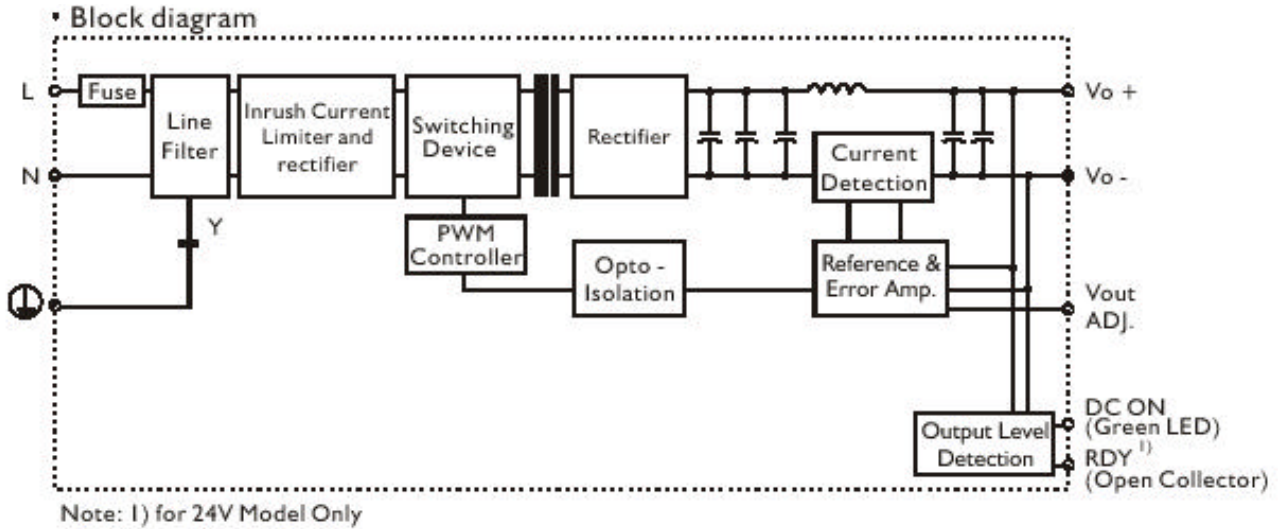 • Block diagram
L
Fuse
Line
Filter
Inrush Current
Limiter and
rectifier
Switching
Device
Rectifier
Current
Detection
Vo +
N
Vo -
Y
PWM
Controller
Opto -
Isolation
Reference &
Error Amp.
Vout
ADJ.
Output Level
Detection
DC ON
(Green LED)
RDY 1)
(Open Collector)
Note: 1) for 24V Model Only